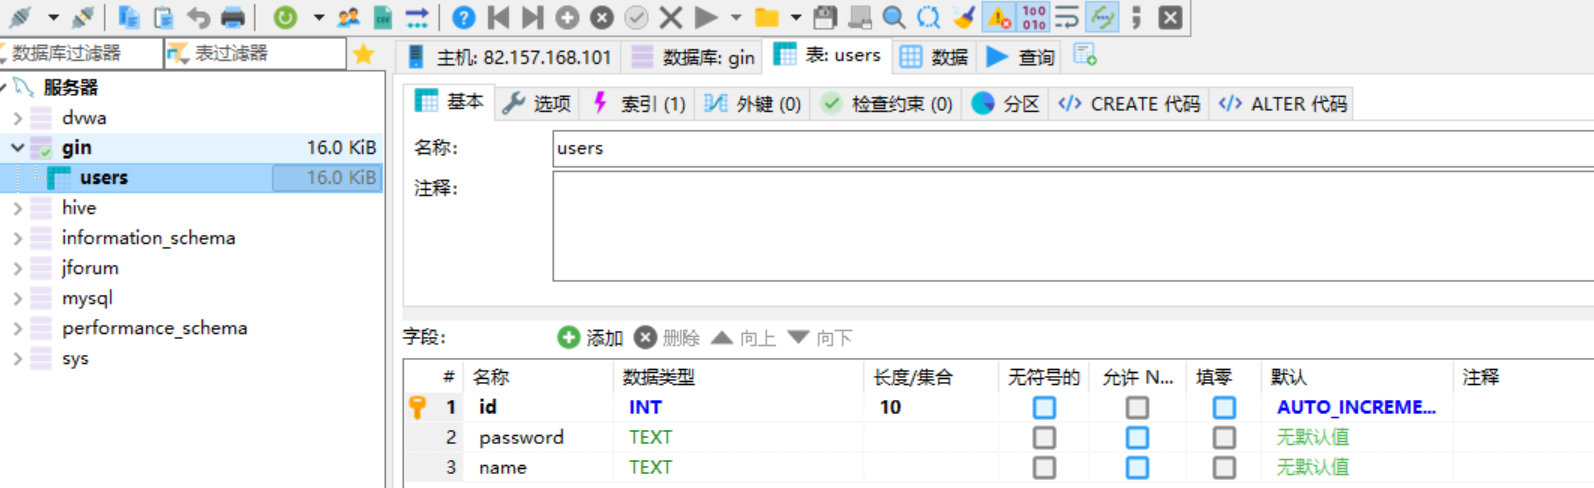 数据库过滤器 表过滤器
服务器
dvwa
gin 16.0 KiB
users 16.0 KiB
hive
information_schema
jforum
mysql
performance_schema
sys
主机: 82.157.168.101 数据库: gin 表: users 数据 查询
基本 选项 索引 (1) 外键 (0) 检查约束 (0) 分区 CREATE 代码 ALTER 代码
名称: users
注释:
字段: 添加 删除 向上 向下
# 名称 数据类型 长度/集合 无符号的 允许 N... 填零 默认 注释
1 id INT 10 AUTO_INCREME...
2 password TEXT 无默认值
3 name TEXT 无默认值